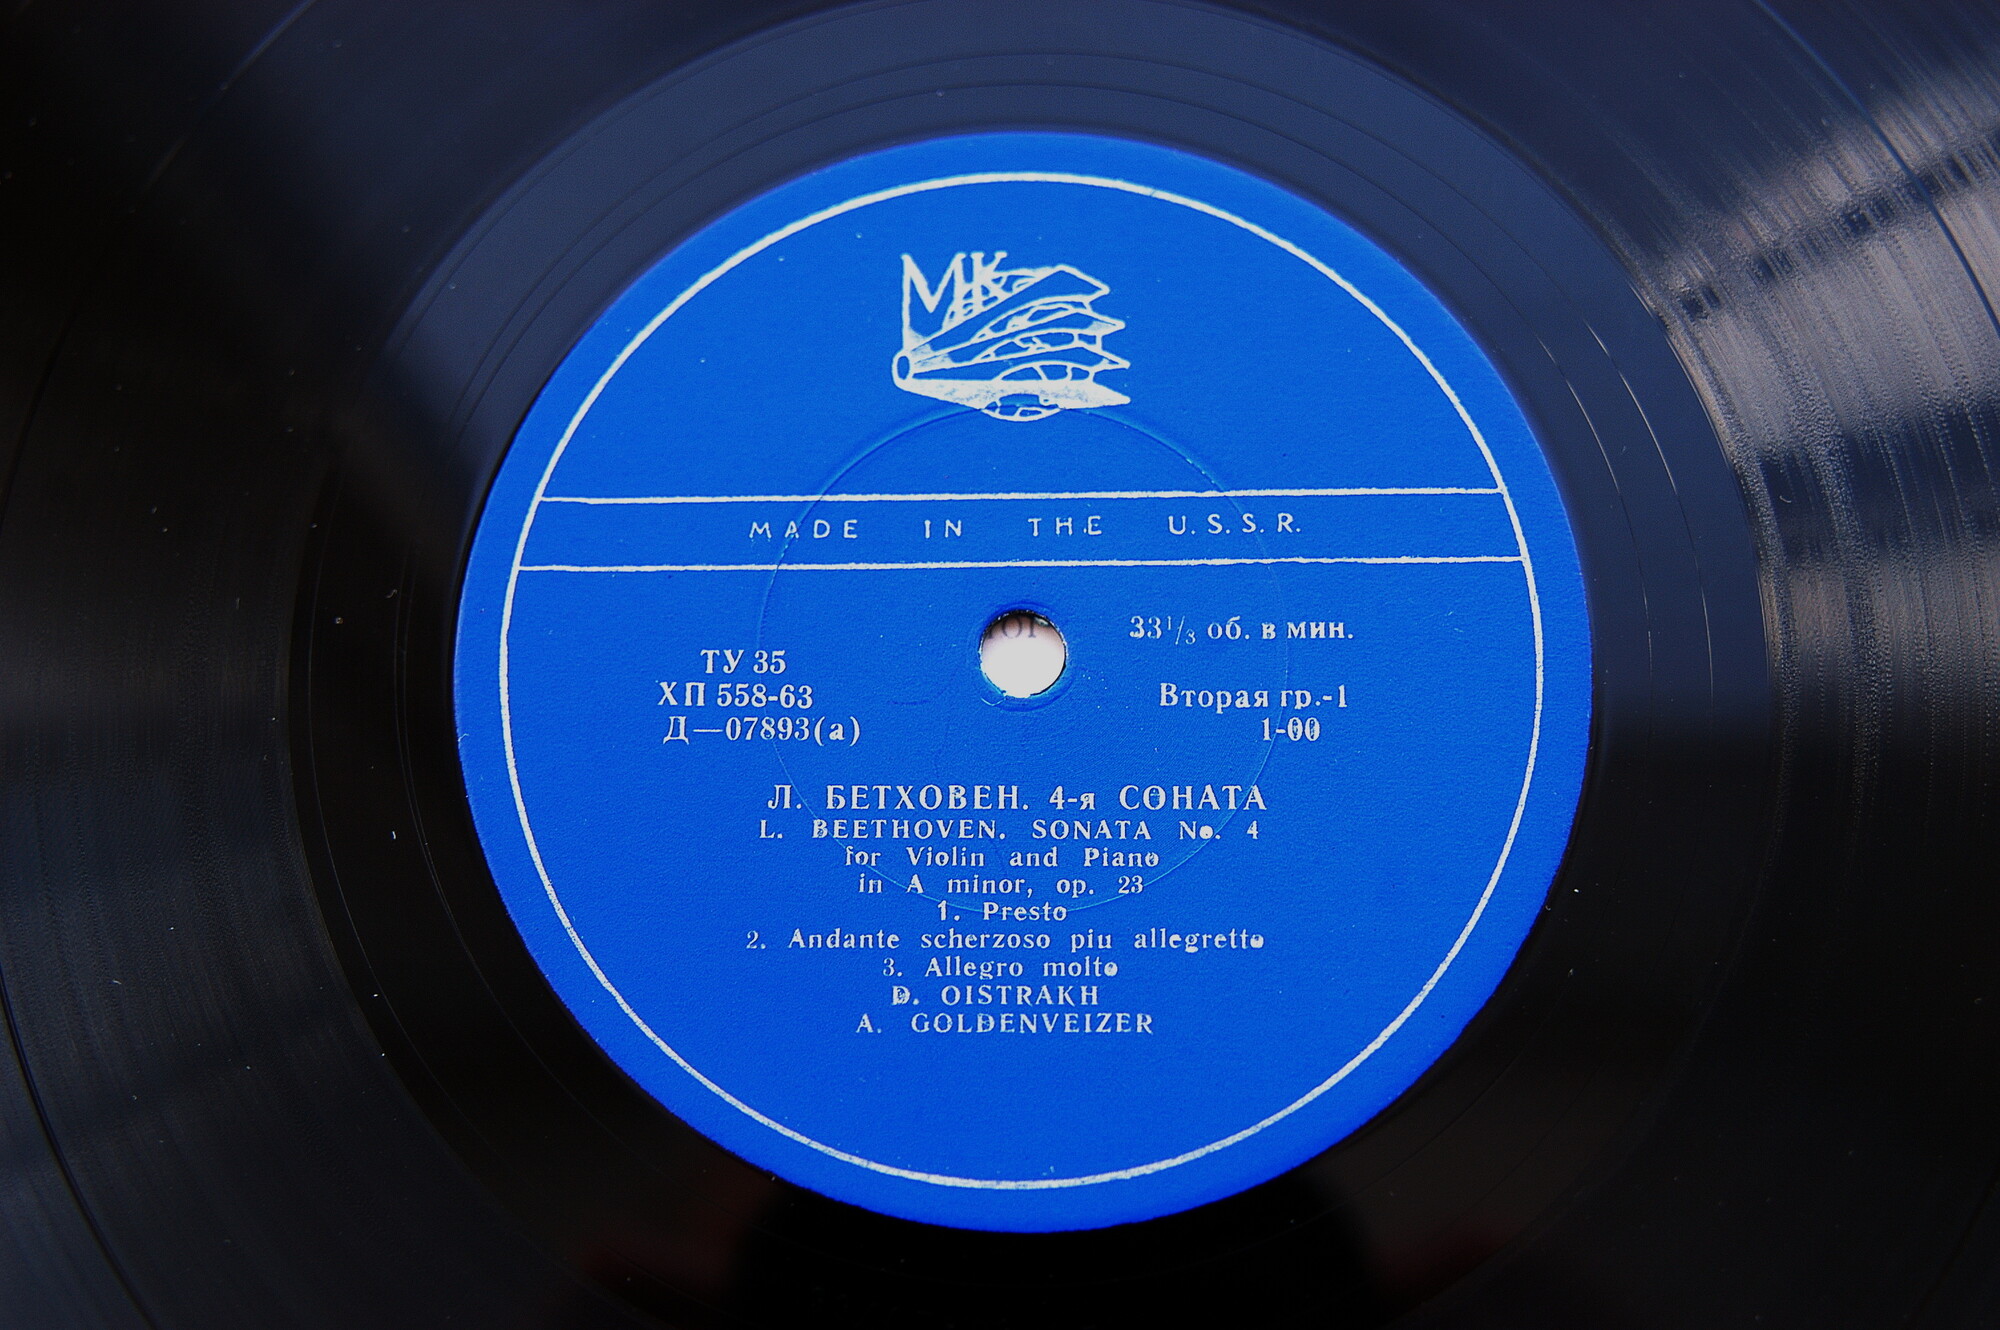 МК
MADE IN THE U.S.S.R.
33¹/₃ об. в мин.
ТУ 35
ХП 558-63
Д—07893(а)
Вторая гр.-1
1-00
Л. БЕТХОВЕН. 4-я СОНАТА
L. BEETHOVEN. SONATA No. 4
for Violin and Piano
in A minor, op. 23
1. Presto
2. Andante scherzoso piu allegretto
3. Allegro molto
D. OISTRAKH
A. GOLDENVEIZER